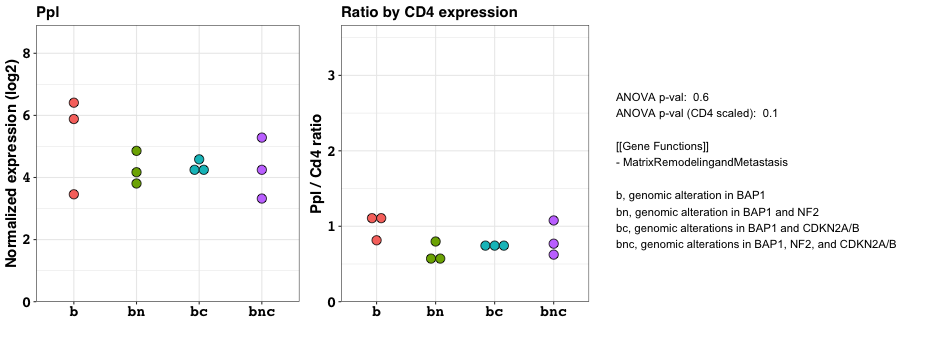 Ppl
Normalized expression (log2)
8
6
4
2
0
b bn bc bnc
Ratio by CD4 expression
Ppl / Cd4 ratio
3
2
1
0
b bn bc bnc
ANOVA p-val: 0.6
ANOVA p-val (CD4 scaled): 0.1
[[Gene Functions]]
- MatrixRemodelingandMetastasis
b, genomic alteration in BAP1
bn, genomic alteration in BAP1 and NF2
bc, genomic alterations in BAP1 and CDKN2A/B
bnc, genomic alterations in BAP1, NF2, and CDKN2A/B